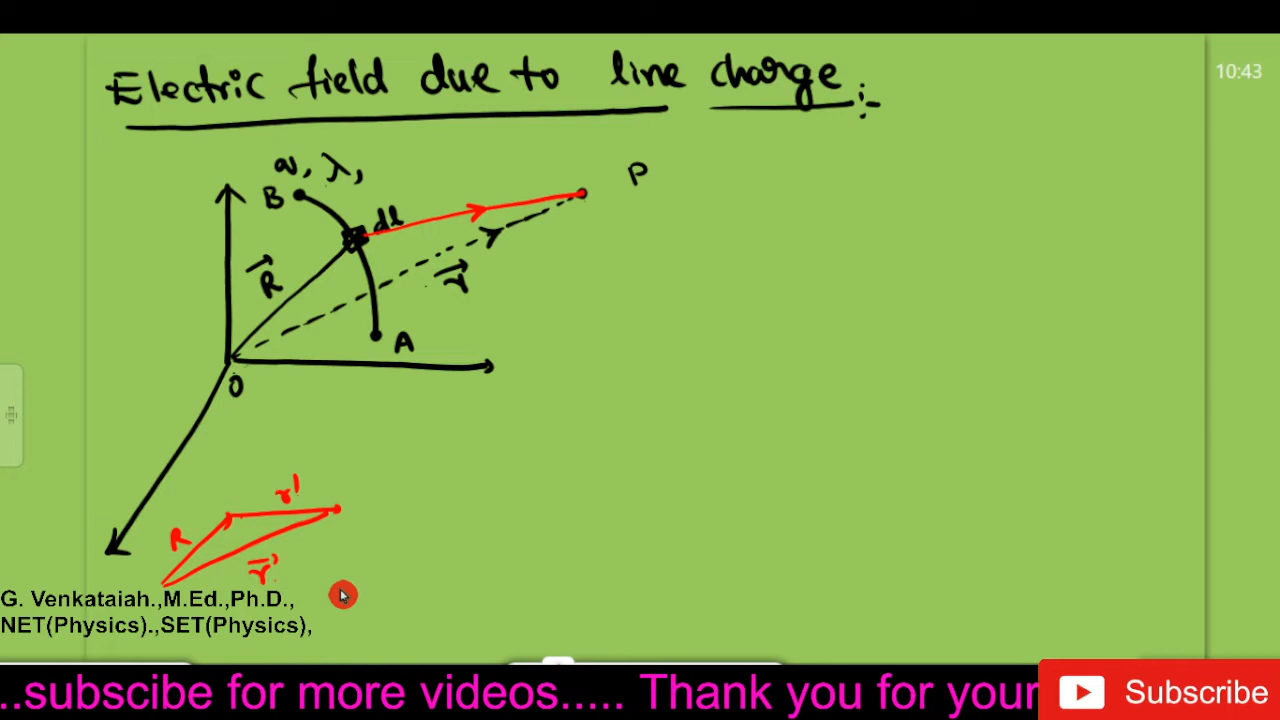 Electric field due to line charge :-
10:43
q, λ,
P
B
dl
R
r
A
O
r'
R
r
G. Venkataiah.,M.Ed.,Ph.D.,
NET(Physics).,SET(Physics),
..subscibe for more videos..... Thank you for your
Subscribe